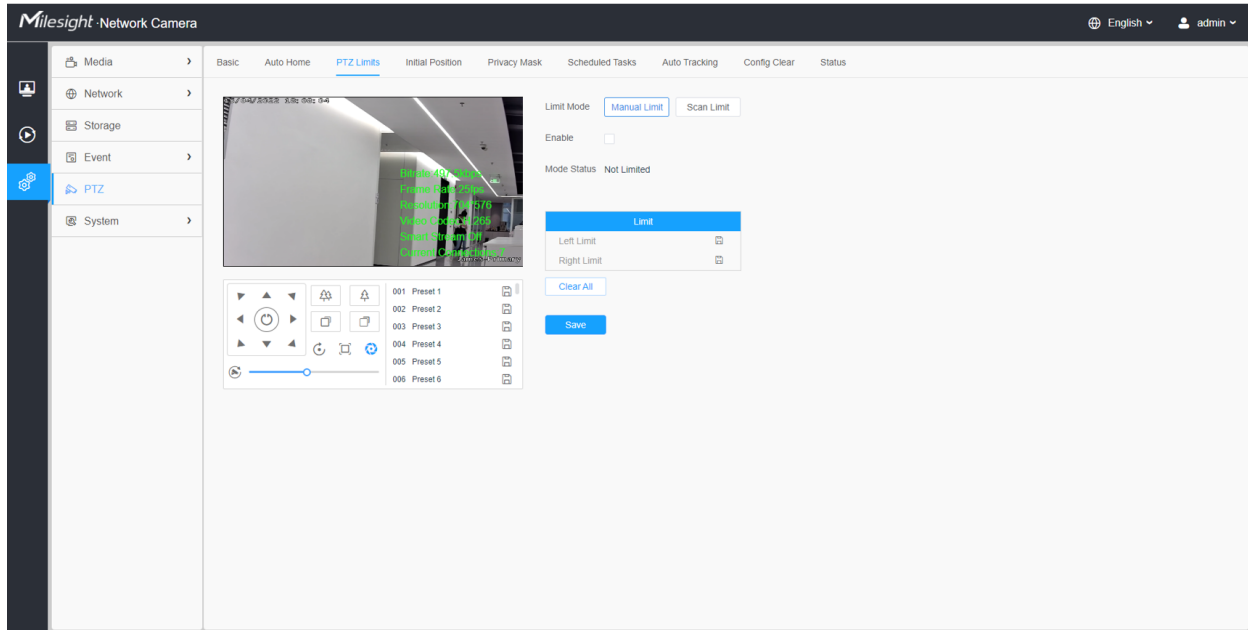 Milesight · Network Camera
English
admin
Media
Network
Storage
Event
PTZ
System
Basic Auto Home PTZ Limits Initial Position Privacy Mask Scheduled Tasks Auto Tracking Config Clear Status
Frame Rate:25fps
Resolution:704*576
Smart Stream:Off
Limit Mode Manual Limit Scan Limit
Enable
Mode Status Not Limited
Limit
Left Limit
Right Limit
Clear All
Save
001 Preset 1
002 Preset 2
003 Preset 3
004 Preset 4
005 Preset 5
006 Preset 6